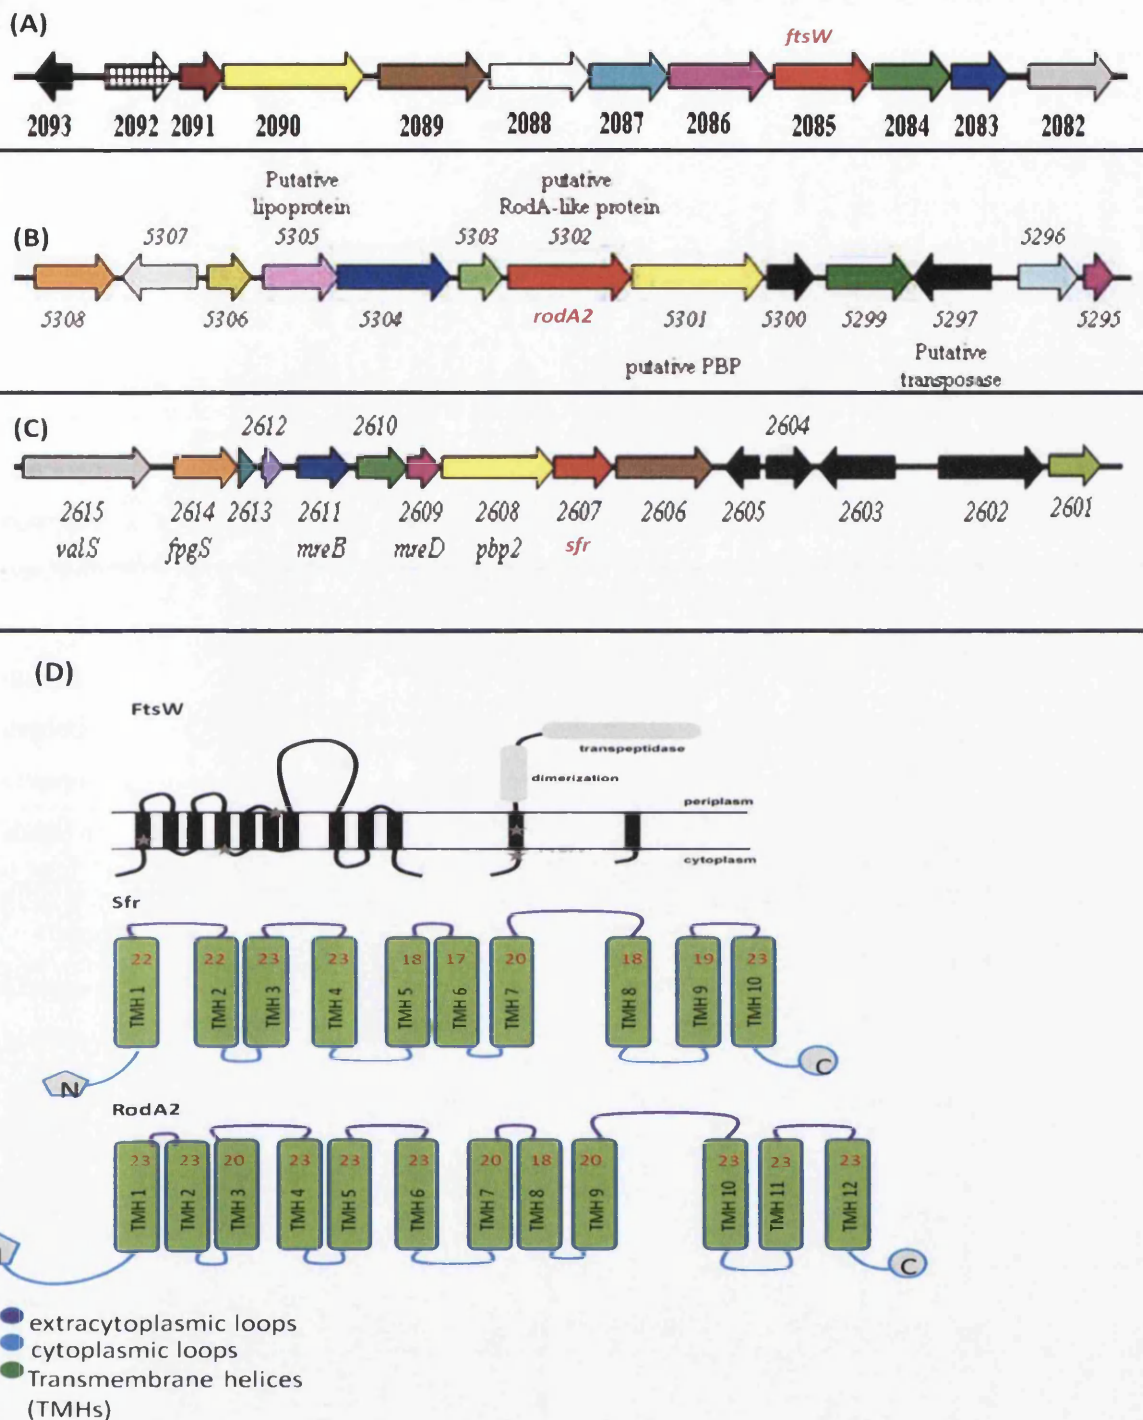 (A)
ftsW
2093 2092 2091 2090 2089 2088 2087 2086 2085 2084 2083 2082
Putative lipoprotein
putative RodA-like protein
(B)
5307 5305 5303 5302 5296
5308 5306 5304 rodA2 5301 5300 5299 5297 5295
putative PBP
Putative transposase
(C)
2612 2610 2604
2615 2614 2613 2611 2609 2608 2607 2606 2605 2603 2602 2601
valS fpgS mreB mreD pbp2 sfr
(D)
FtsW
transpeptidase
dimerization
periplasm
cytoplasm
Sfr
22 22 23 23 18 17 20 18 19 23
TMH 1 TMH 2 TMH 3 TMH 4 TMH 5 TMH 6 TMH 7 TMH 8 TMH 9 TMH 10
N
C
RodA2
23 23 20 23 23 23 20 18 20 23 23 23
TMH 1 TMH 2 TMH 3 TMH 4 TMH 5 TMH 6 TMH 7 TMH 8 TMH 9 TMH 10 TMH 11 TMH 12
C
extracytoplasmic loops
cytoplasmic loops
Transmembrane helices
(TMHs)